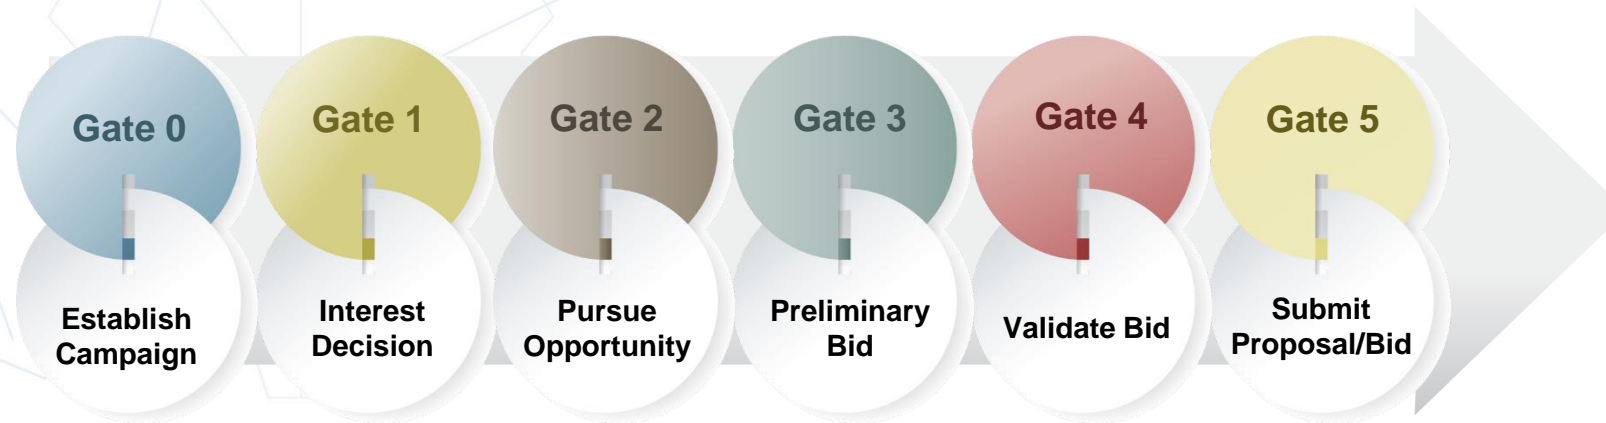 Gate 0
Gate 1
Gate 2
Gate 3
Gate 4
Gate 5
Establish
Campaign
Interest
Decision
Pursue
Opportunity
Preliminary
Bid
Validate Bid
Submit
Proposal/Bid